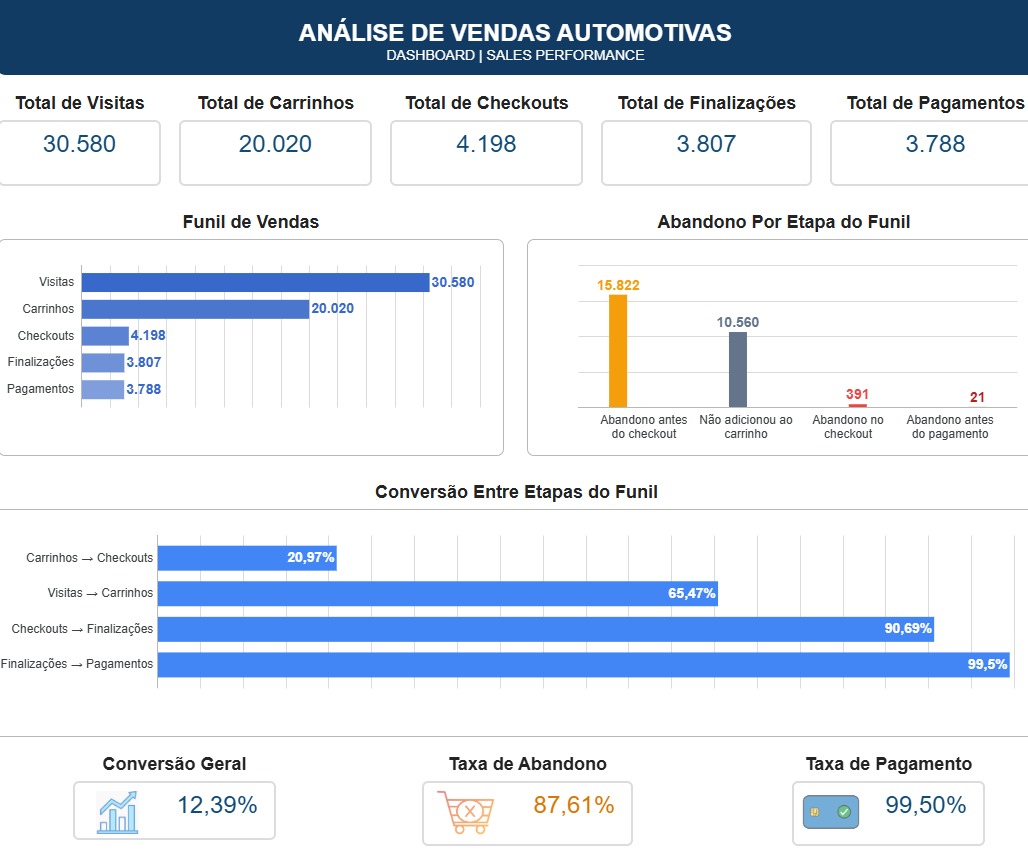 ANÁLISE DE VENDAS AUTOMOTIVAS
DASHBOARD | SALES PERFORMANCE
Total de Visitas
30.580
Total de Carrinhos
20.020
Total de Checkouts
4.198
Total de Finalizações
3.807
Total de Pagamentos
3.788
Funil de Vendas
Visitas
30.580
Carrinhos
20.020
Checkouts
4.198
Finalizações
3.807
Pagamentos
3.788
Abandono Por Etapa do Funil
15.822
10.560
391
21
Abandono antes
do checkout
Não adicionou ao
carrinho
Abandono no
checkout
Abandono antes
do pagamento
Conversão Entre Etapas do Funil
Carrinhos → Checkouts
20,97%
Visitas → Carrinhos
65,47%
Checkouts → Finalizações
90,69%
Finalizações → Pagamentos
99,5%
Conversão Geral
12,39%
Taxa de Abandono
87,61%
Taxa de Pagamento
99,50%